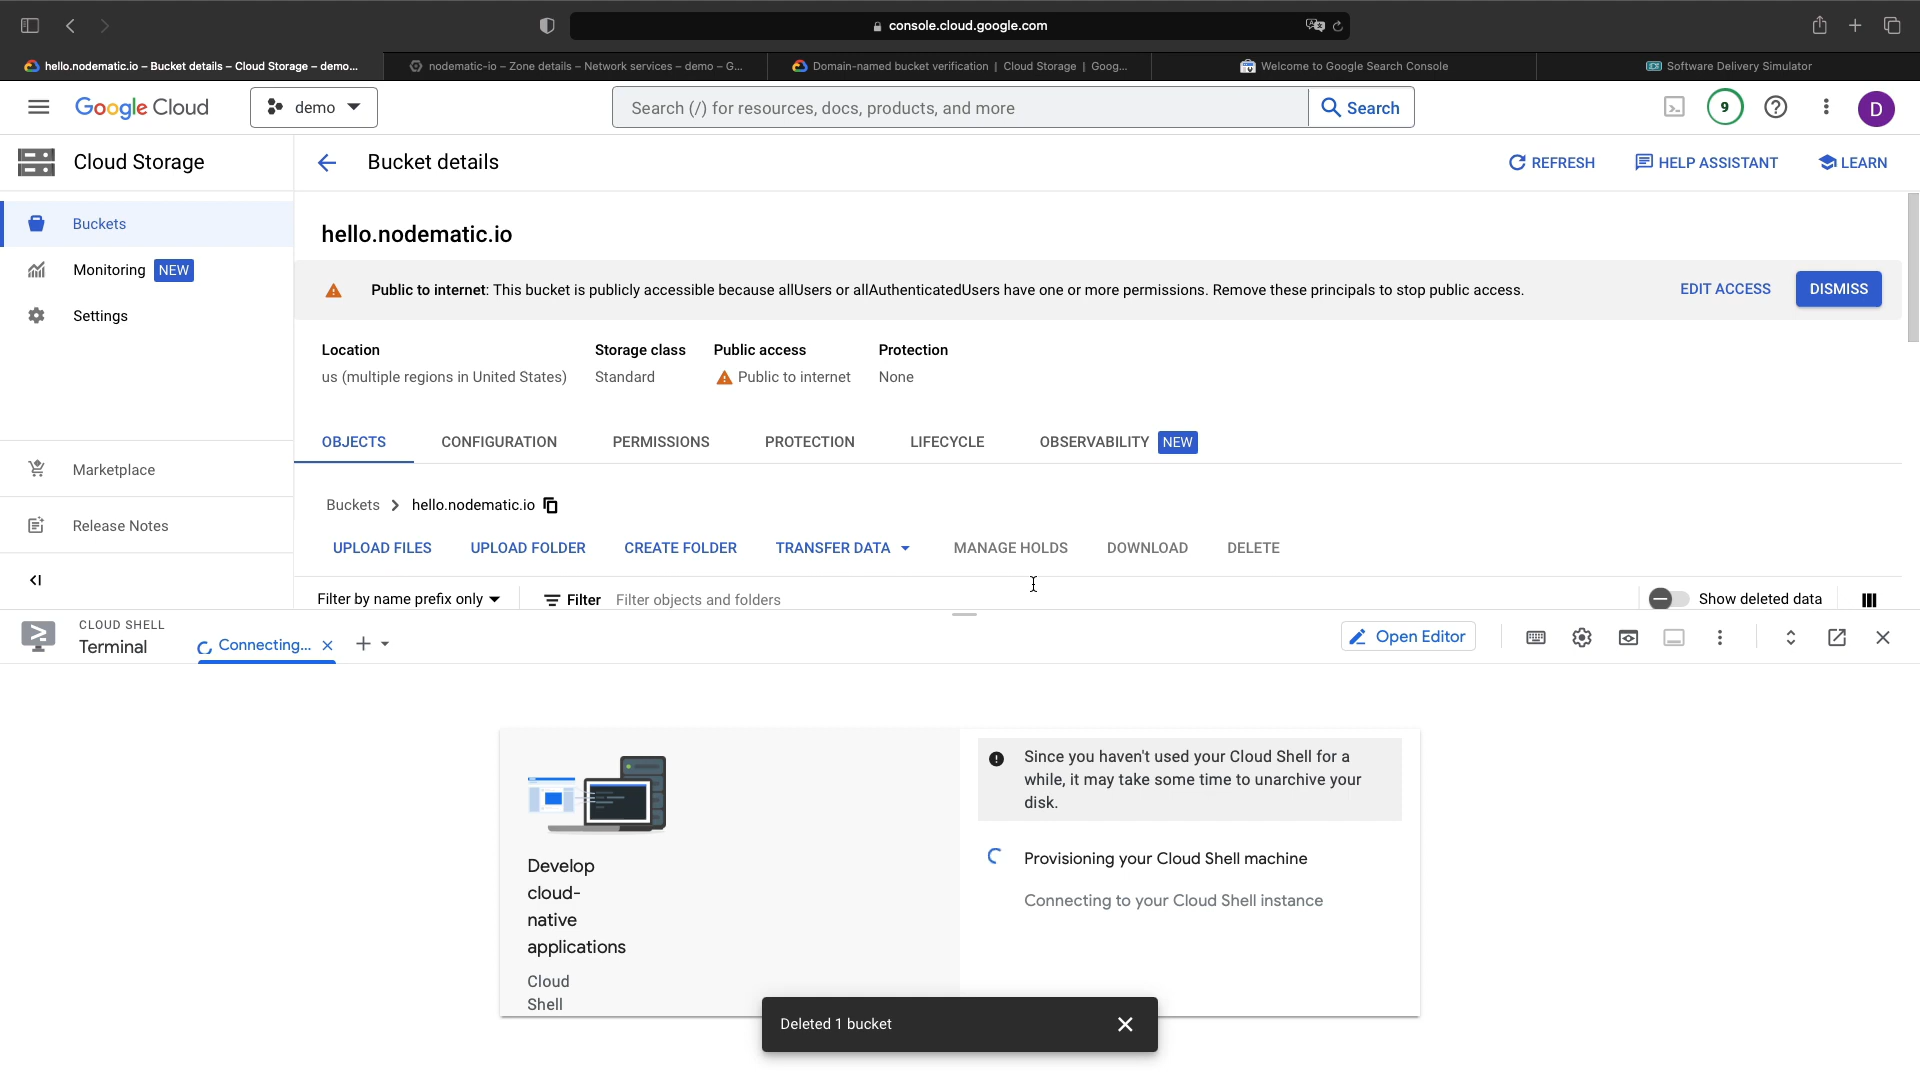 console.cloud.google.com
hello.nodematic.io – Bucket details – Cloud Storage – demo...
nodematic-io – Zone details – Network services – demo – G...
Domain-named bucket verification | Cloud Storage | Goog...
Welcome to Google Search Console
Software Delivery Simulator
Google Cloud
demo
Search (/) for resources, docs, products, and more
Search
9
D
Cloud Storage
Bucket details
REFRESH
HELP ASSISTANT
LEARN
Buckets
Monitoring NEW
Settings
Marketplace
Release Notes
hello.nodematic.io
Public to internet: This bucket is publicly accessible because allUsers or allAuthenticatedUsers have one or more permissions. Remove these principals to stop public access.
EDIT ACCESS
DISMISS
Location
Storage class
Public access
Protection
us (multiple regions in United States)
Standard
Public to internet
None
OBJECTS
CONFIGURATION
PERMISSIONS
PROTECTION
LIFECYCLE
OBSERVABILITY NEW
Buckets > hello.nodematic.io
UPLOAD FILES
UPLOAD FOLDER
CREATE FOLDER
TRANSFER DATA
MANAGE HOLDS
DOWNLOAD
DELETE
Filter by name prefix only
Filter
Filter objects and folders
Show deleted data
CLOUD SHELL
Terminal
Connecting...
Open Editor
Develop
cloud-
native
applications
Cloud
Shell
Since you haven't used your Cloud Shell for a
while, it may take some time to unarchive your
disk.
Provisioning your Cloud Shell machine
Connecting to your Cloud Shell instance
Deleted 1 bucket